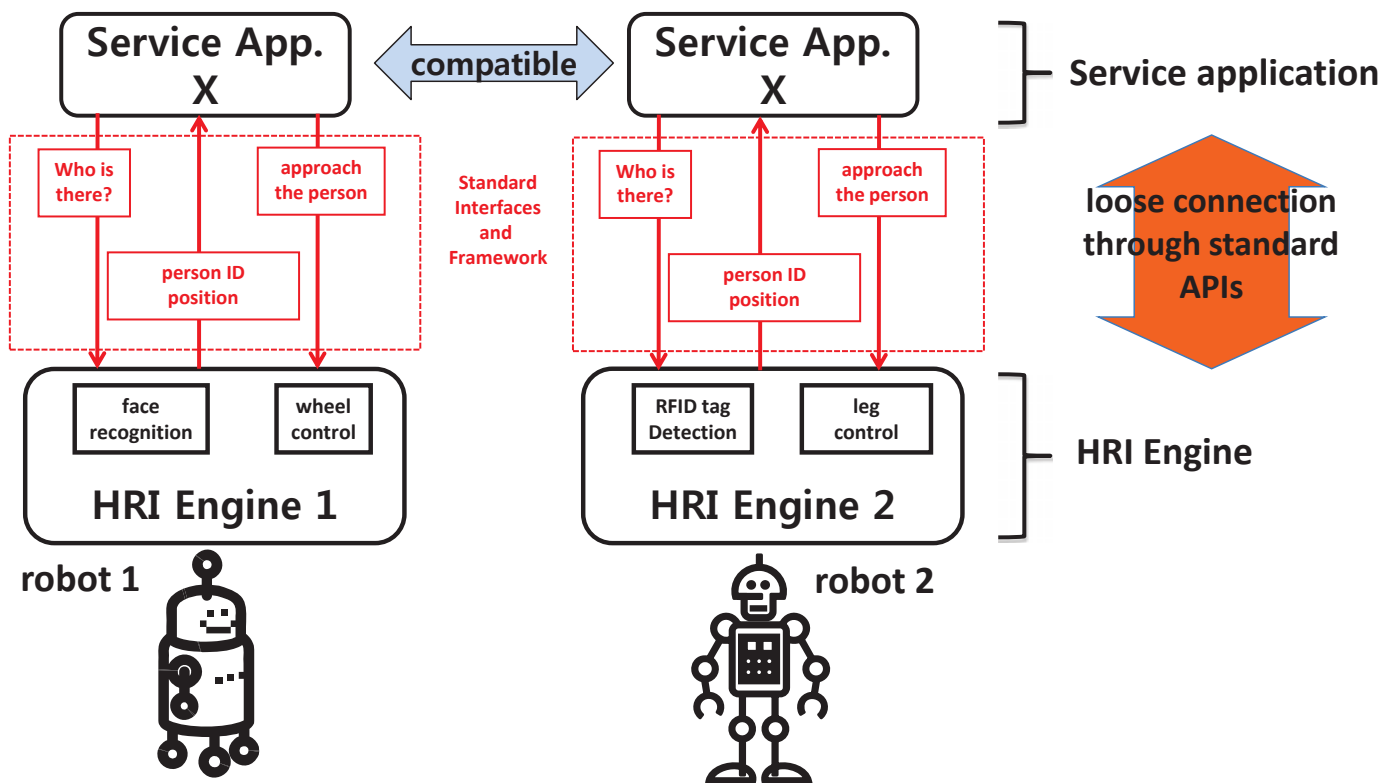 Service App.
X
compatible
Service App.
X
Service application
Who is
there?
approach
the person
person ID
position
Standard
Interfaces
and
Framework
Who is
there?
approach
the person
person ID
position
loose connection
through standard
APIs
face
recognition
wheel
control
HRI Engine 1
RFID tag
Detection
leg
control
HRI Engine 2
HRI Engine
robot 1
robot 2